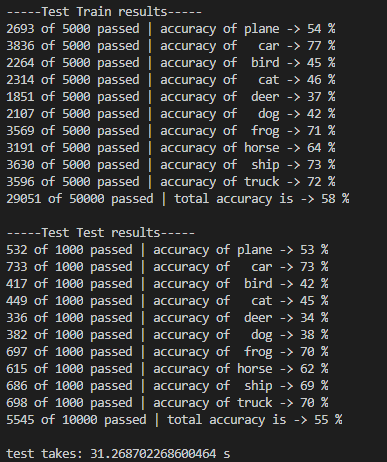 -----Test Train results-----
2693 of 5000 passed | accuracy of plane -> 54 %
3836 of 5000 passed | accuracy of   car -> 77 %
2264 of 5000 passed | accuracy of  bird -> 45 %
2314 of 5000 passed | accuracy of   cat -> 46 %
1851 of 5000 passed | accuracy of  deer -> 37 %
2107 of 5000 passed | accuracy of   dog -> 42 %
3569 of 5000 passed | accuracy of  frog -> 71 %
3191 of 5000 passed | accuracy of horse -> 64 %
3630 of 5000 passed | accuracy of  ship -> 73 %
3596 of 5000 passed | accuracy of truck -> 72 %
29051 of 50000 passed | total accuracy is -> 58 %

-----Test Test results-----
532 of 1000 passed | accuracy of plane -> 53 %
733 of 1000 passed | accuracy of   car -> 73 %
417 of 1000 passed | accuracy of  bird -> 42 %
449 of 1000 passed | accuracy of   cat -> 45 %
336 of 1000 passed | accuracy of  deer -> 34 %
382 of 1000 passed | accuracy of   dog -> 38 %
697 of 1000 passed | accuracy of  frog -> 70 %
615 of 1000 passed | accuracy of horse -> 62 %
686 of 1000 passed | accuracy of  ship -> 69 %
698 of 1000 passed | accuracy of truck -> 70 %
5545 of 10000 passed | total accuracy is -> 55 %

test takes: 31.268702268600464 s